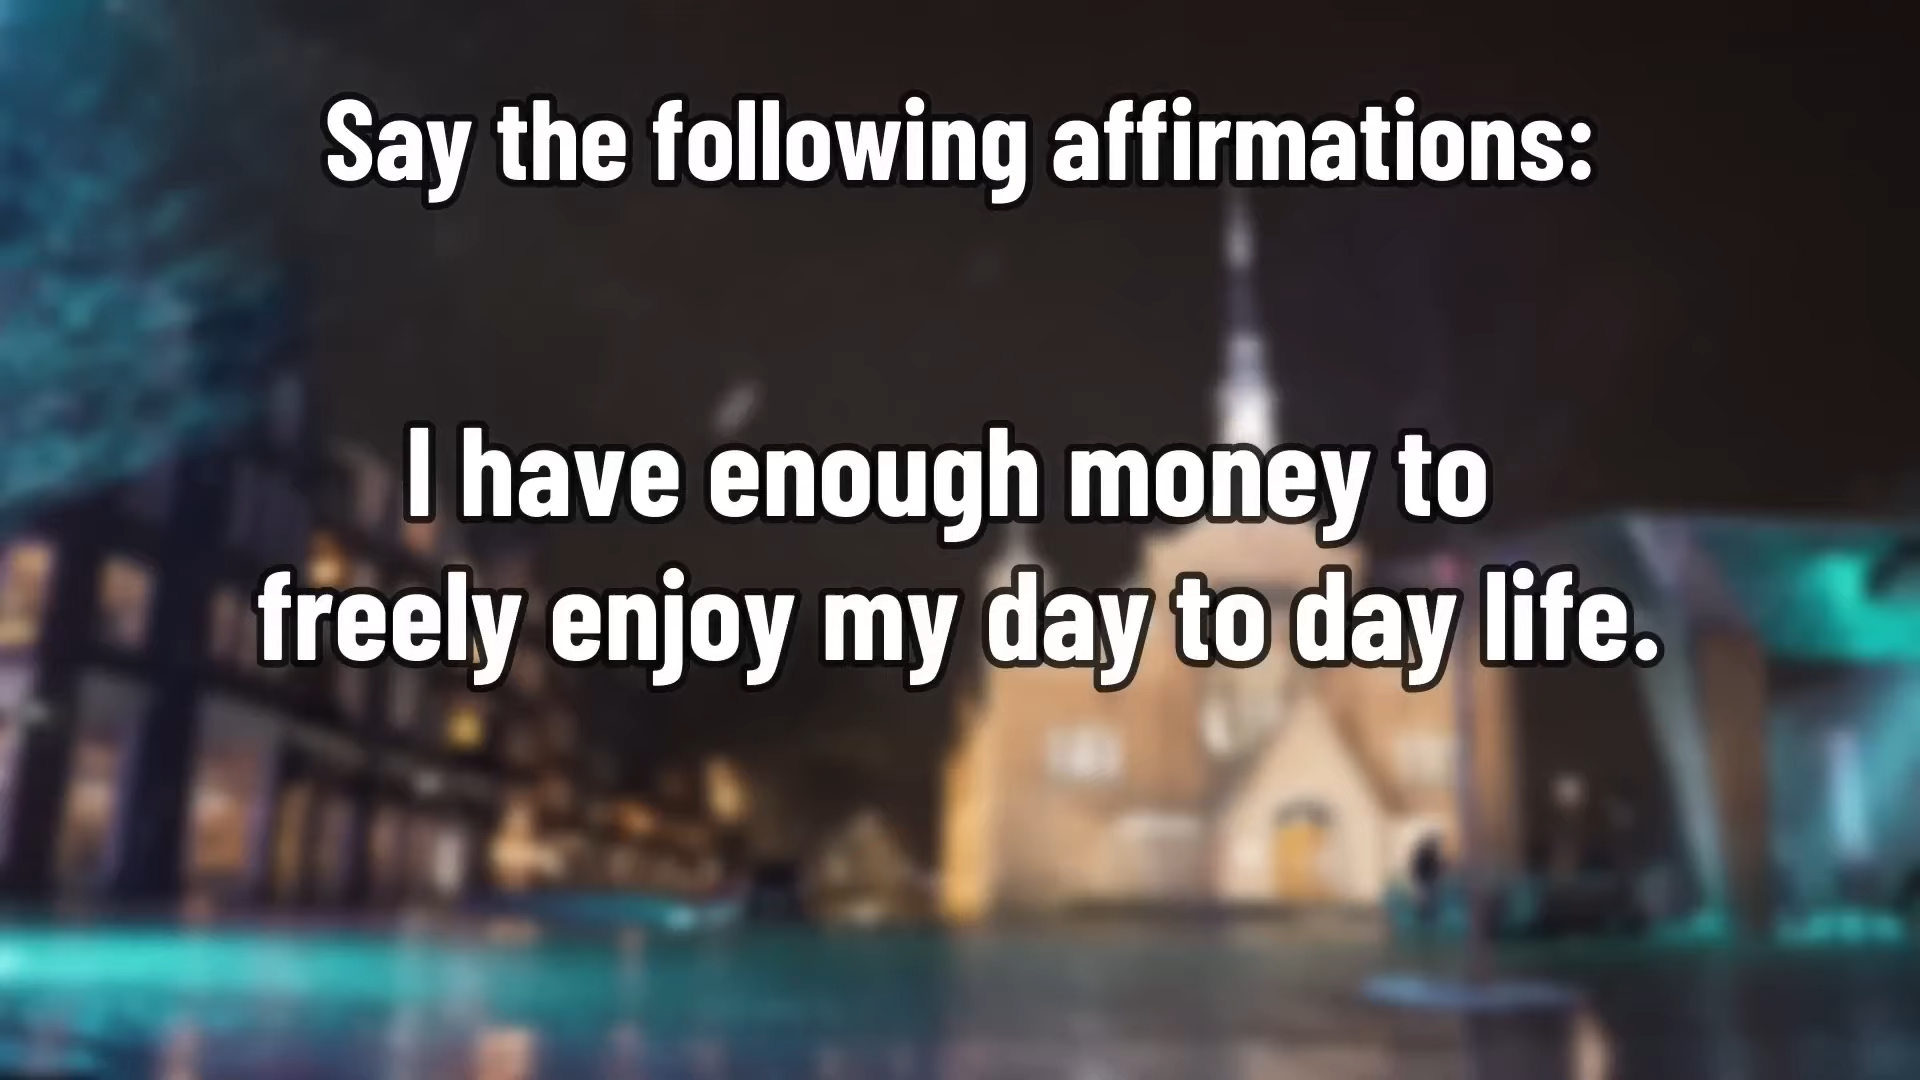 Say the following affirmations:
I have enough money to
freely enjoy my day to day life.